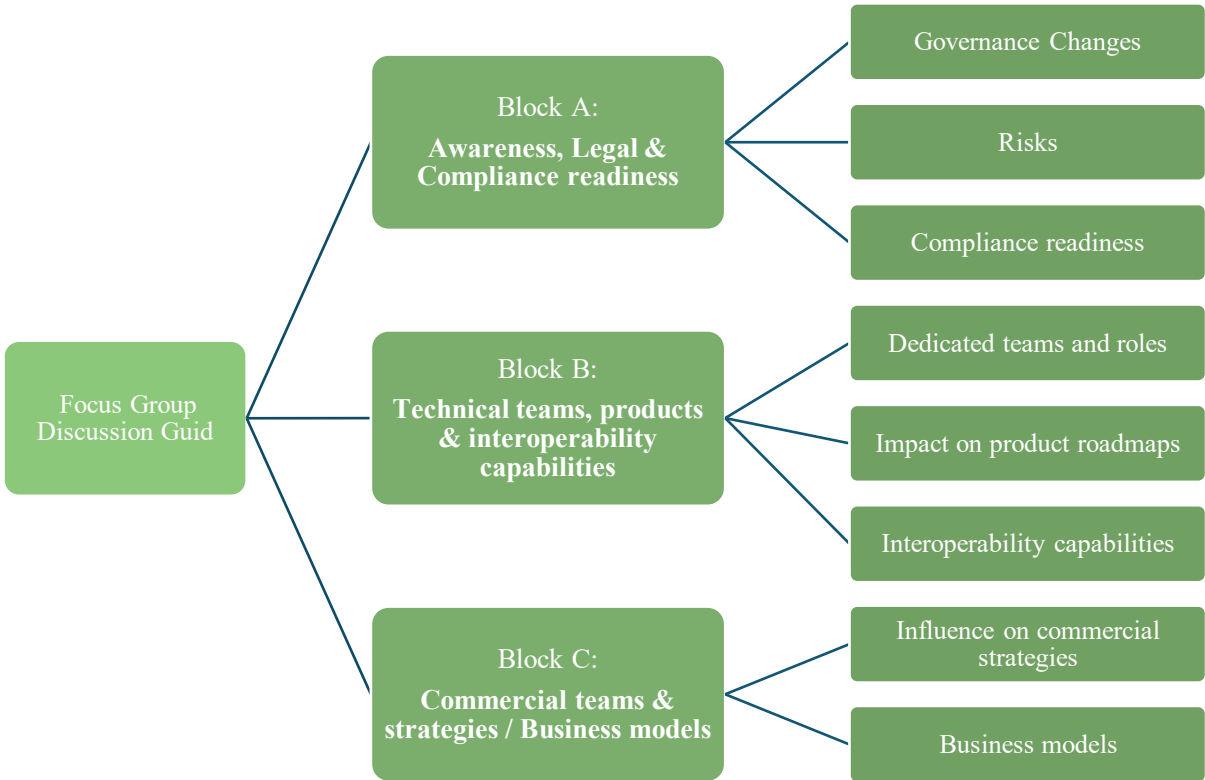 Focus Group
Discussion Guid
Block A:
Awareness, Legal &
Compliance readiness
Governance Changes
Risks
Compliance readiness
Block B:
Technical teams, products
& interoperability
capabilities
Dedicated teams and roles
Impact on product roadmaps
Interoperability capabilities
Block C:
Commercial teams &
strategies / Business models
Influence on commercial
strategies
Business models